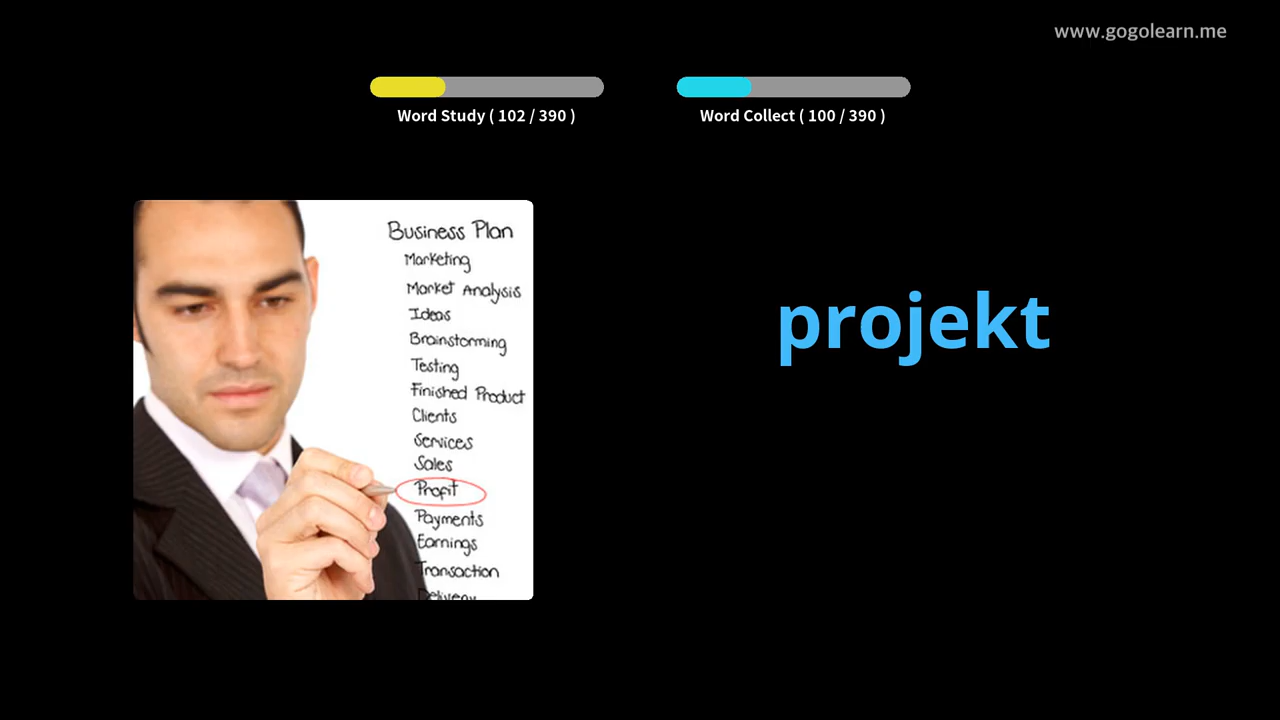 www.gogolearn.me
Word Study ( 102 / 390 )
Word Collect ( 100 / 390 )
Business Plan
Marketing
Market Analysis
Ideas
Brainstorming
Testing
Finished Product
Clients
Services
Sales
Profit
Payments
Earnings
Transaction
Delivery
projekt